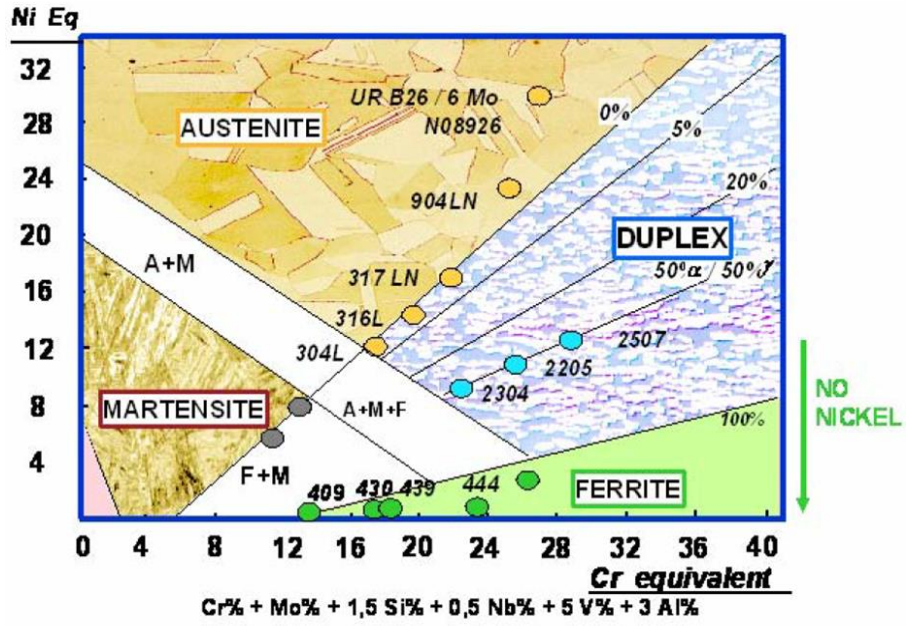 Ni Eq
32
28
24
20
16
12
8
4
UR B26 / 6 Mo
N08926
AUSTENITE
904LN
0%
5%
20%
DUPLEX
50%α / 50%γ
A+M
317 LN
316L
304L
2507
2205
2304
MARTENSITE
A+M+F
F+M
100%
NO
NICKEL
409 430 439 444
FERRITE
0 4 8 12 16 20 24 28 32 36 40
Cr equivalent
Cr% + Mo% + 1,5 Si% + 0,5 Nb% + 5 V% + 3 Al%